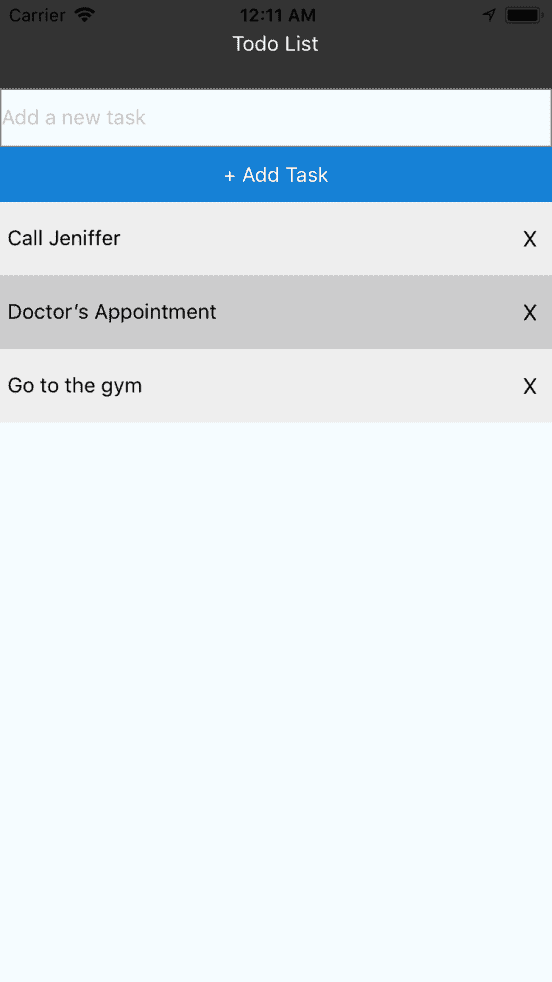 Carrier 12:11 AM
Todo List
Add a new task
+ Add Task
Call Jeniffer X
Doctor’s Appointment X
Go to the gym X